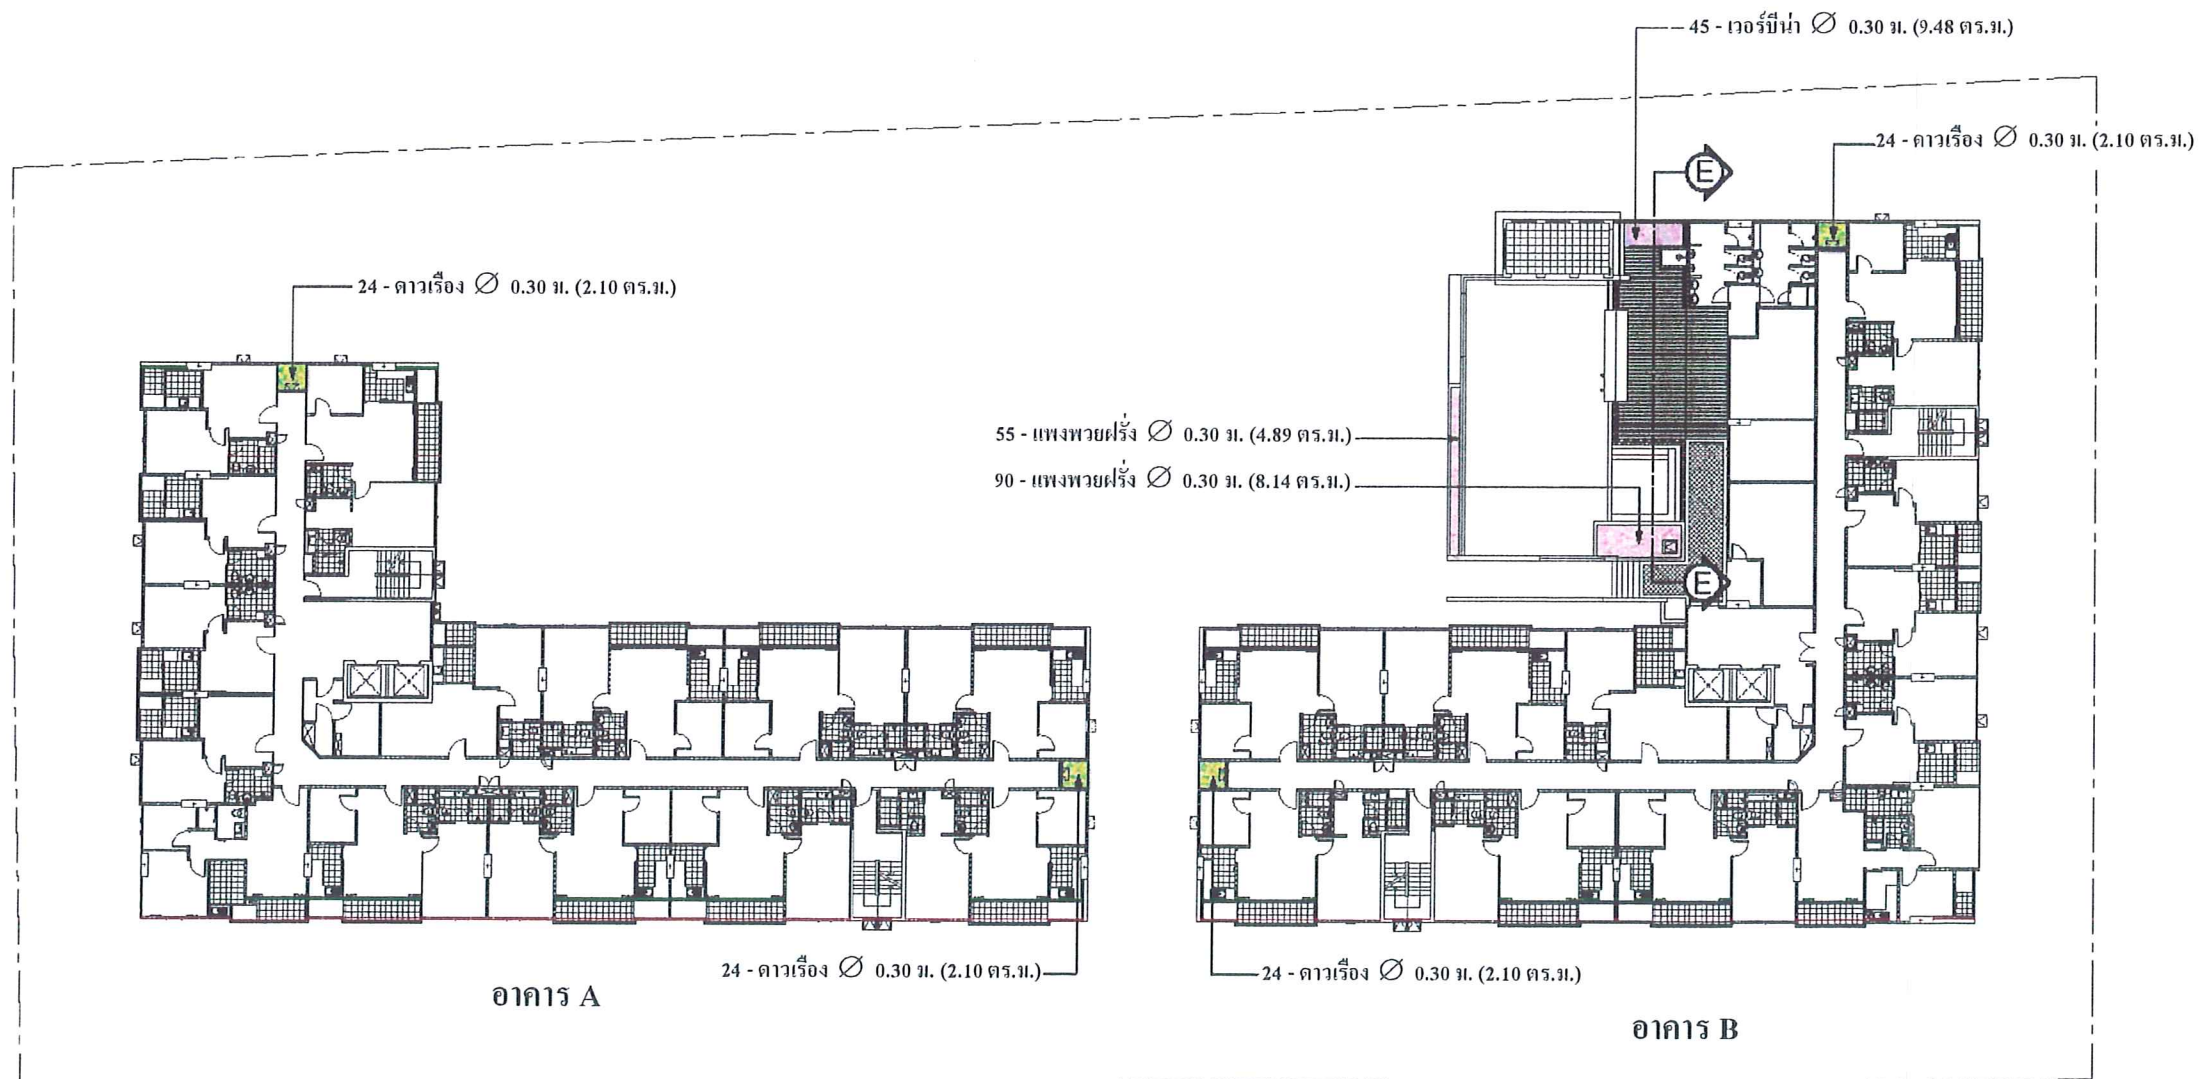 45 - เวอร์บีน่า ∅ 0.30 ม. (9.48 ตร.ม.)
24 - ดาวเรือง ∅ 0.30 ม. (2.10 ตร.ม.)
E
24 - ดาวเรือง ∅ 0.30 ม. (2.10 ตร.ม.)
55 - แพงพวยฝรั่ง ∅ 0.30 ม. (4.89 ตร.ม.)
90 - แพงพวยฝรั่ง ∅ 0.30 ม. (8.14 ตร.ม.)
E
24 - ดาวเรือง ∅ 0.30 ม. (2.10 ตร.ม.)
24 - ดาวเรือง ∅ 0.30 ม. (2.10 ตร.ม.)
อาคาร A
อาคาร B